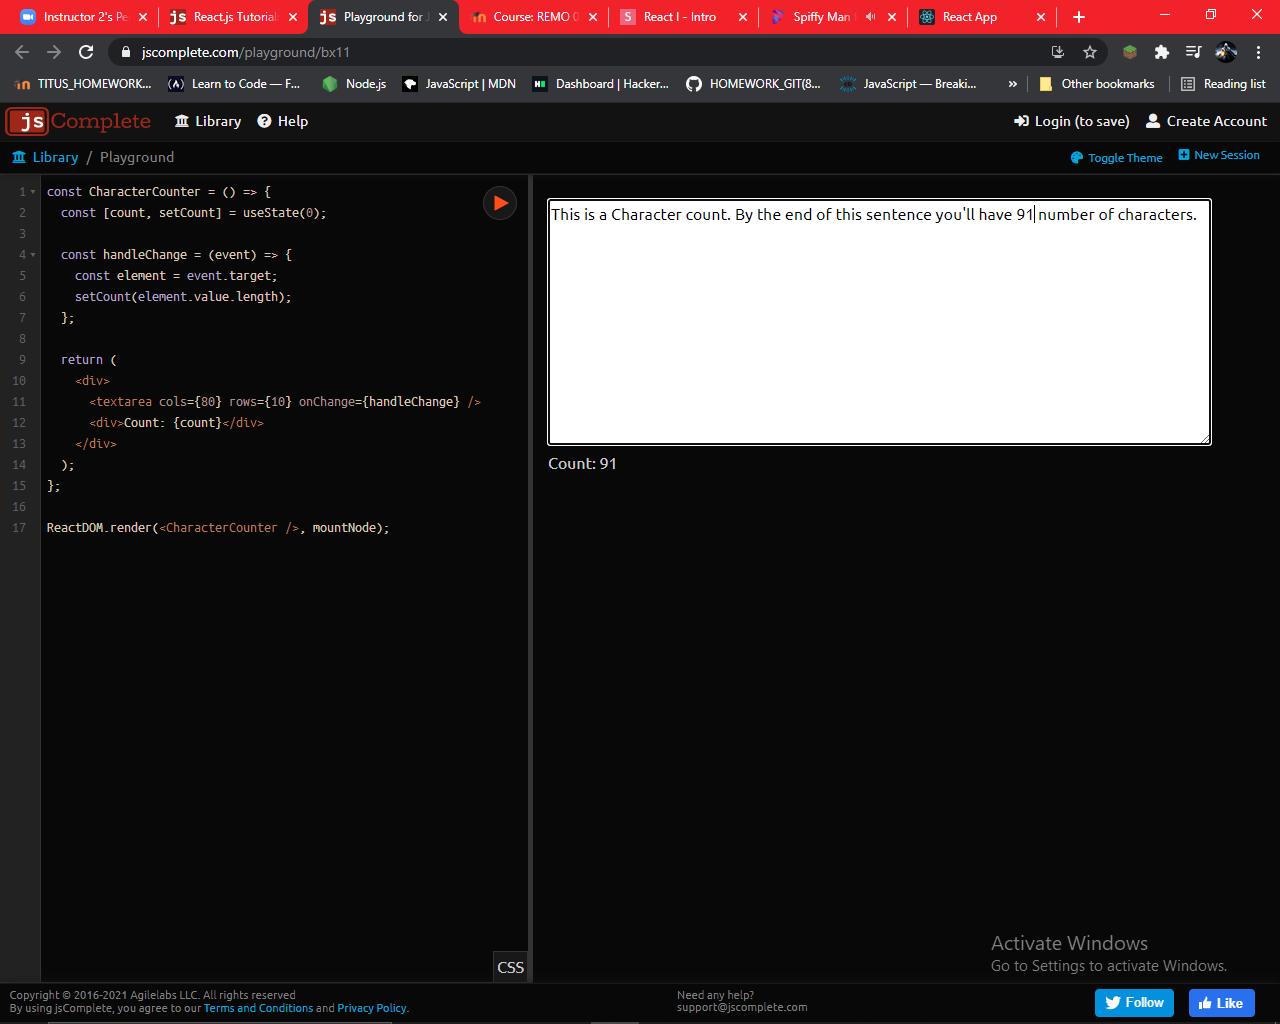 Instructor 2's Pe
React.js Tutorial
Playground for J
Course: REMO 0
React I - Intro
Spiffy Man
React App
jscomplete.com/playground/bx11
TITUS_HOMEWORK...
Learn to Code — F...
Node.js
JavaScript | MDN
Dashboard | Hacker...
HOMEWORK_GIT(8...
JavaScript — Breaki...
»
Other bookmarks
Reading list
jsComplete
Library
Help
Login (to save)
Create Account
Library / Playground
Toggle Theme
New Session
1 const CharacterCounter = () => {
2 const [count, setCount] = useState(0);
3
4 const handleChange = (event) => {
5 const element = event.target;
6 setCount(element.value.length);
7 };
8
9 return (
10 <div>
11 <textarea cols={80} rows={10} onChange={handleChange} />
12 <div>Count: {count}</div>
13 </div>
14 );
15 };
16
17 ReactDOM.render(<CharacterCounter />, mountNode);
CSS
This is a Character count. By the end of this sentence you'll have 91 number of characters.
Count: 91
Activate Windows
Go to Settings to activate Windows.
Copyright © 2016-2021 Agilelabs LLC. All rights reserved
By using jsComplete, you agree to our Terms and Conditions and Privacy Policy.
Need any help?
support@jscomplete.com
Follow
Like